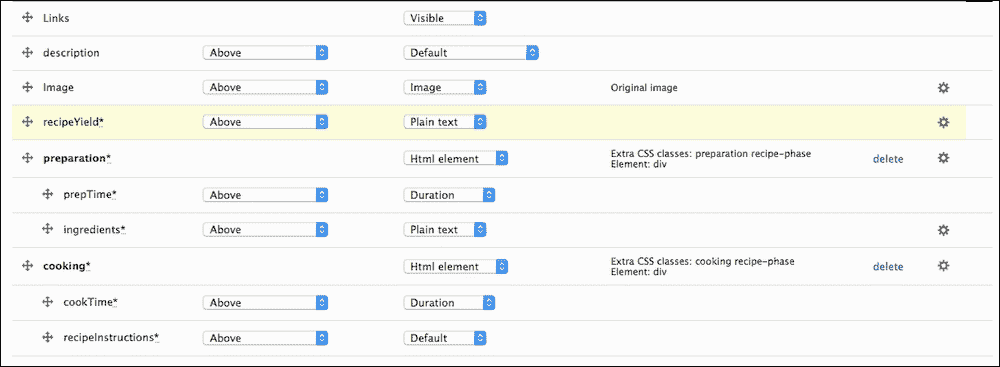 Links Visible
description Above Default
Image Above Image Original image
recipeYield* Above Plain text
preparation* Html element Extra CSS classes: preparation recipe-phase delete
Element: div
prepTime* Above Duration
ingredients* Above Plain text
cooking* Html element Extra CSS classes: cooking recipe-phase delete
Element: div
cookTime* Above Duration
recipeInstructions* Above Default